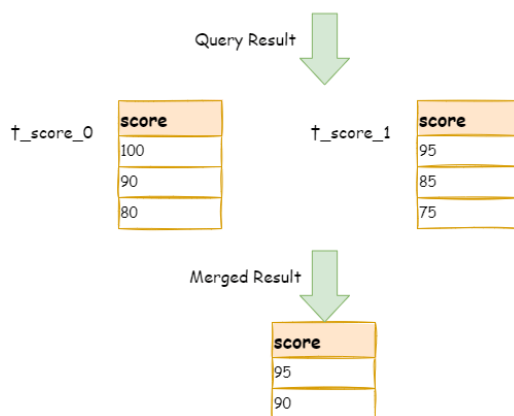 Query Result
t_score_0
score
100
90
80
t_score_1
score
95
85
75
Merged Result
score
95
90